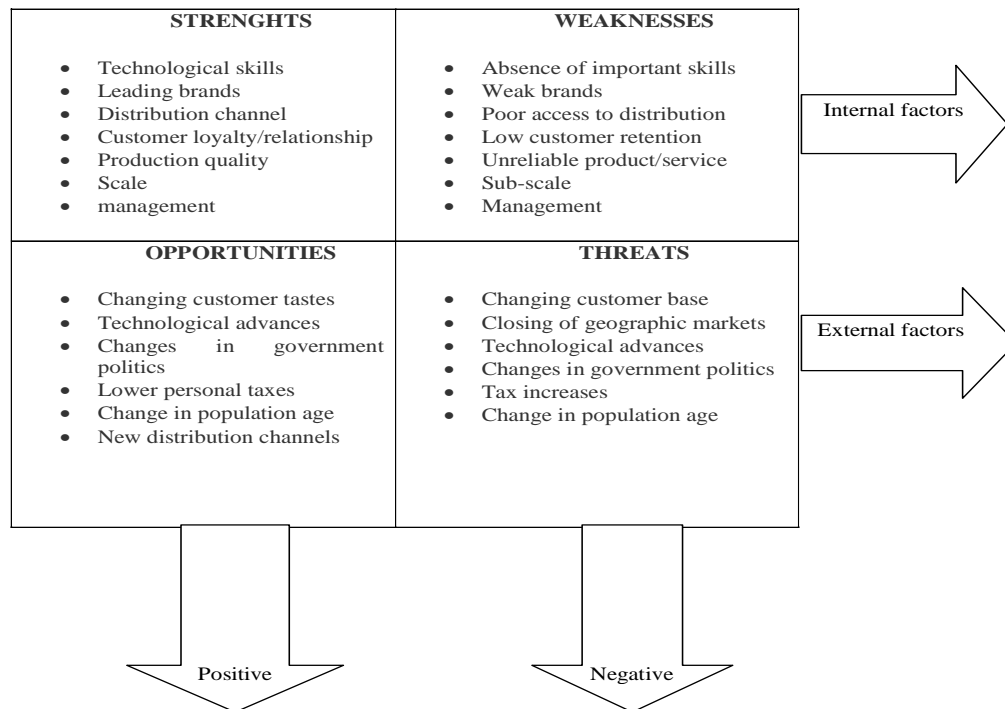 STRENGHTS
• Technological skills
• Leading brands
• Distribution channel
• Customer loyalty/relationship
• Production quality
• Scale
• management
WEAKNESSES
• Absence of important skills
• Weak brands
• Poor access to distribution
• Low customer retention
• Unreliable product/service
• Sub-scale
• Management
Internal factors
OPPORTUNITIES
• Changing customer tastes
• Technological advances
• Changes in government
politics
• Lower personal taxes
• Change in population age
• New distribution channels
THREATS
• Changing customer base
• Closing of geographic markets
• Technological advances
• Changes in government politics
• Tax increases
• Change in population age
External factors
Positive
Negative